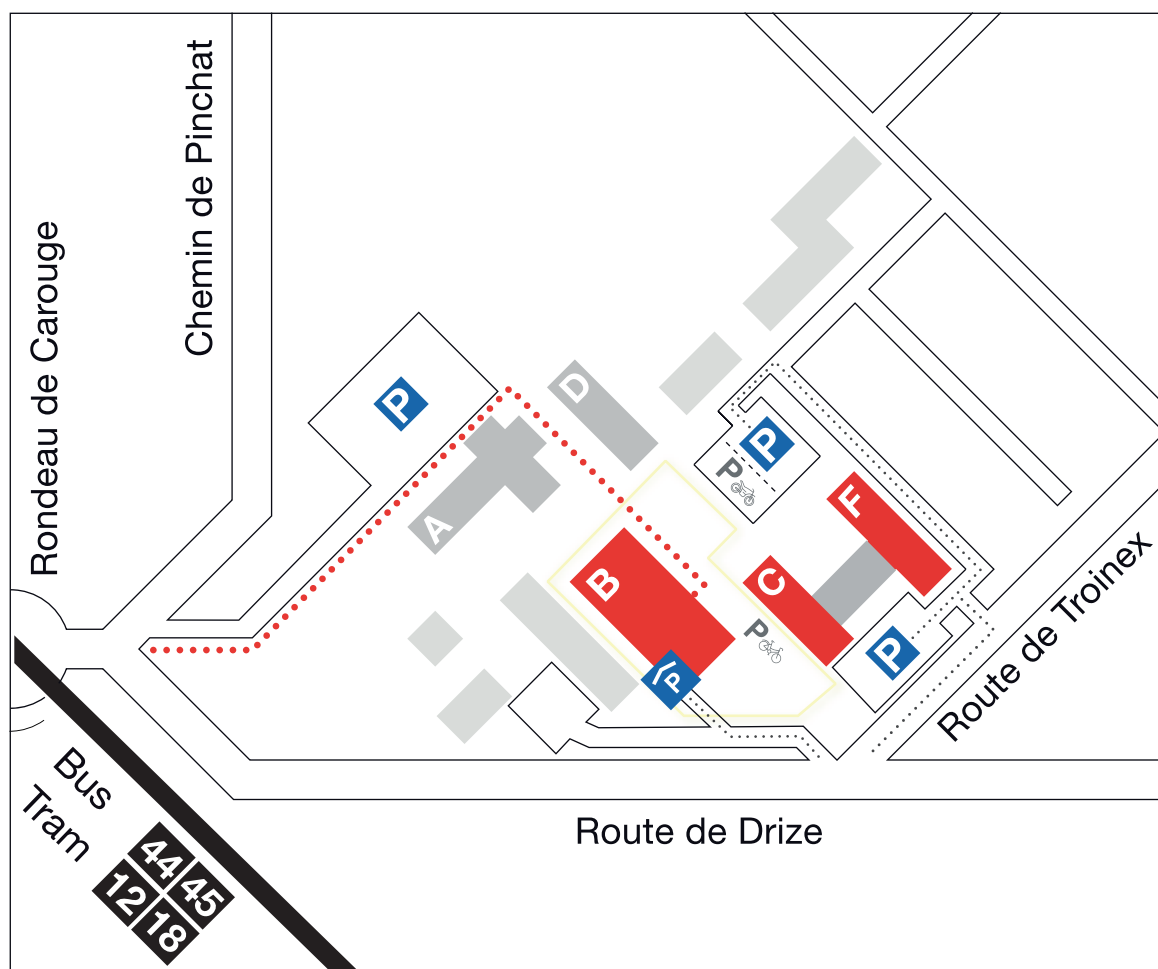 Chemin de Pinchat
Rondeau de Carouge
P
D
A
P
P
F
B
C
P
P
P
Route de Troinex
Bus
Tram
44 45
12 18
Route de Drize